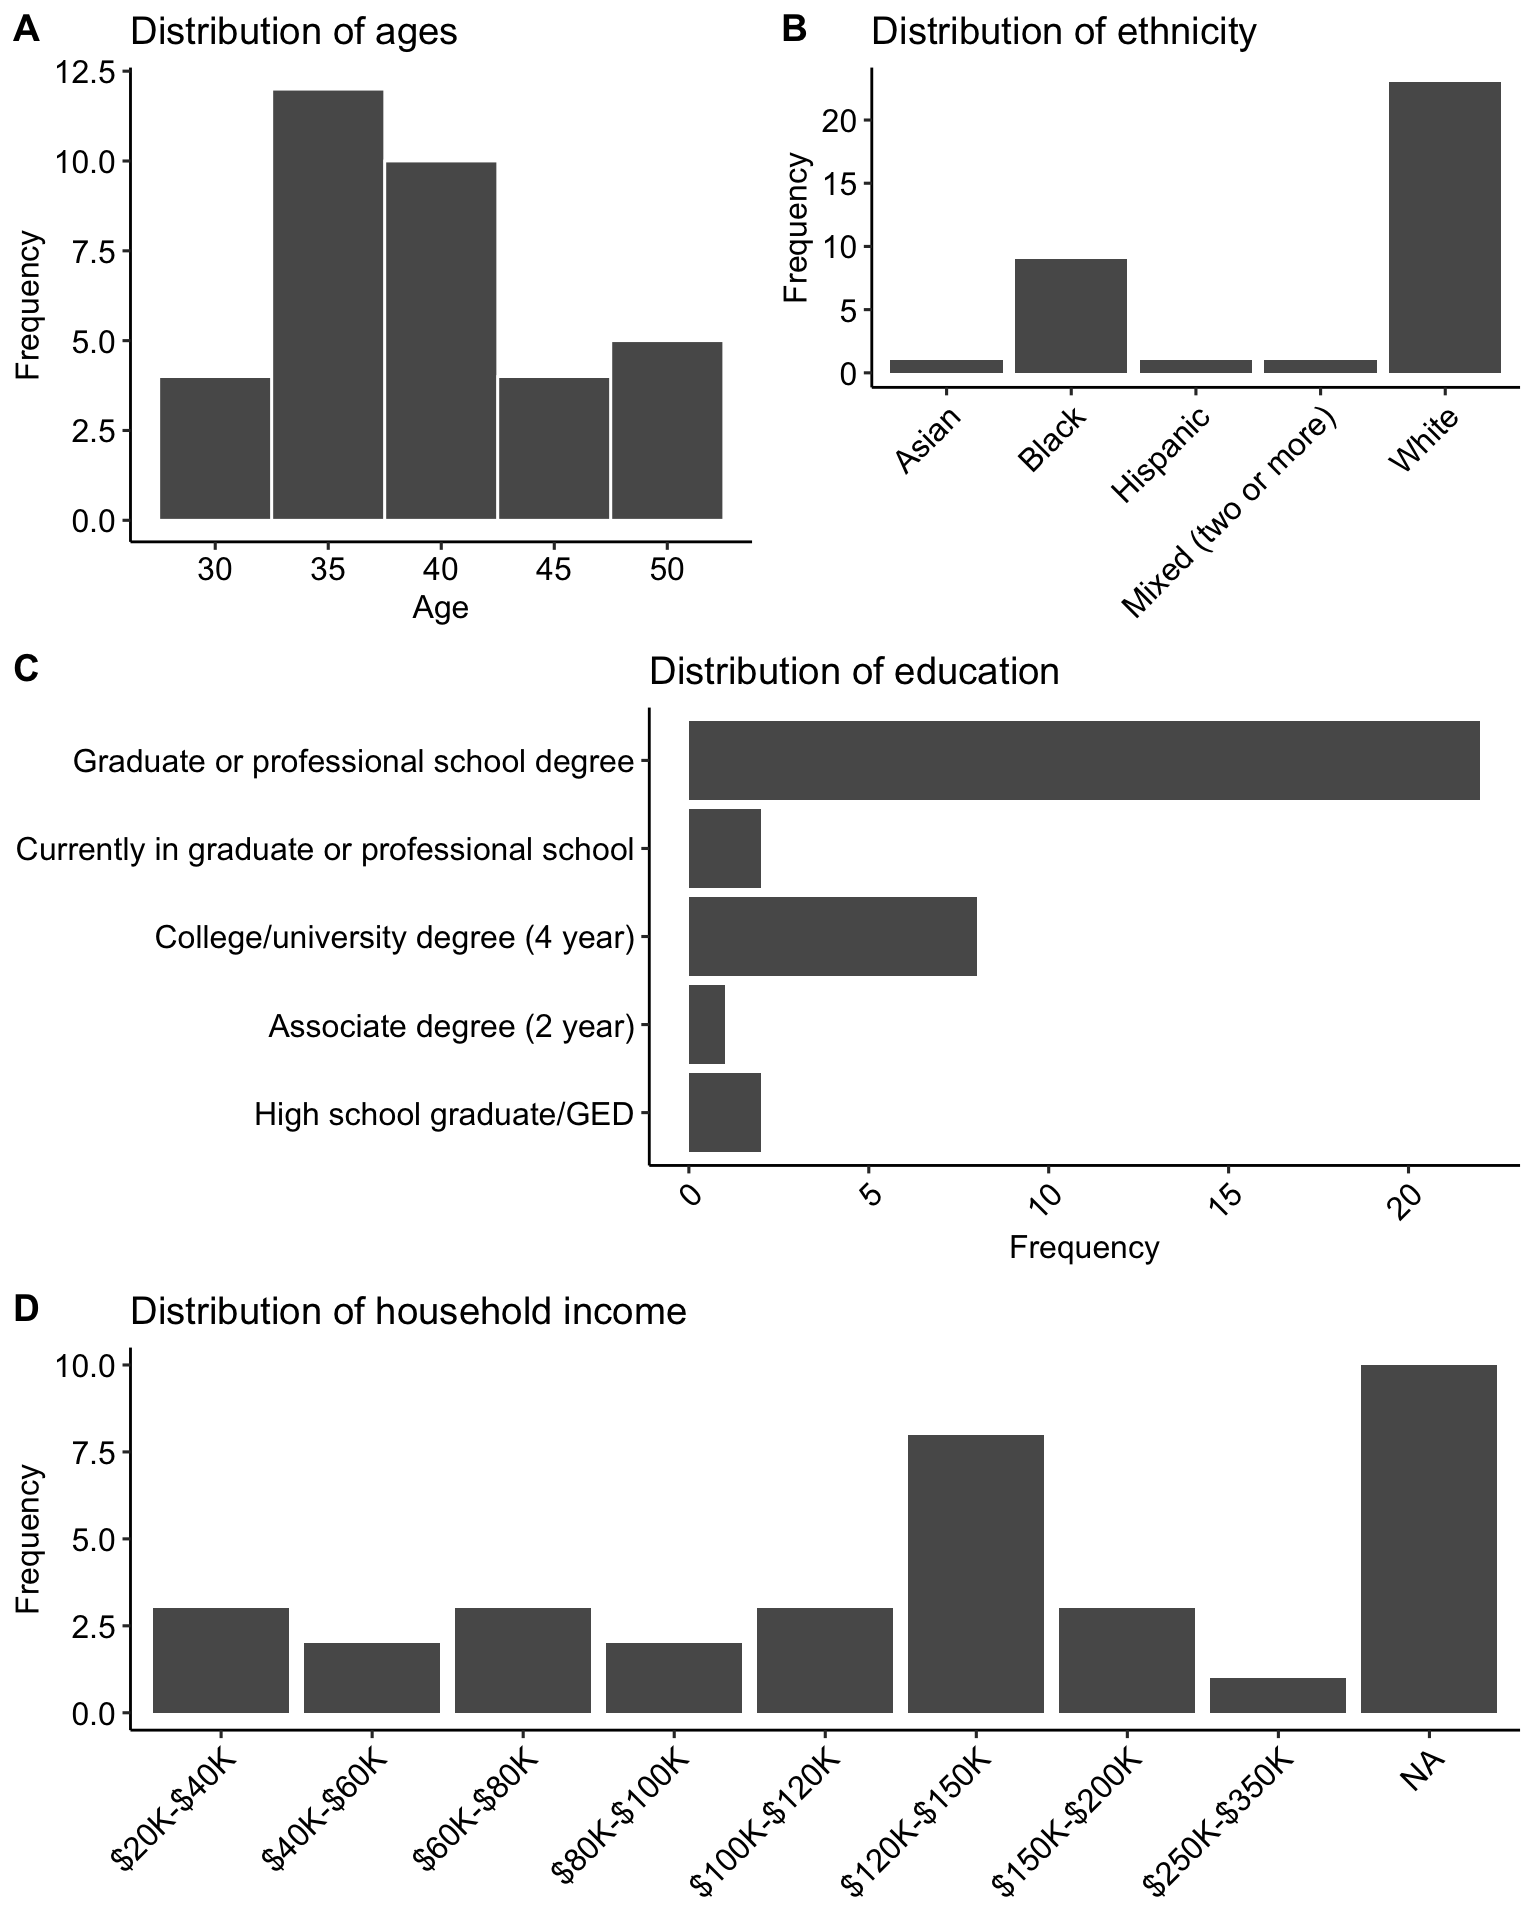 A
Distribution of ages
12.5
10.0
7.5
5.0
2.5
0.0
Frequency
30 35 40 45 50
Age
B
Distribution of ethnicity
20
15
10
5
0
Frequency
Asian
Black
Hispanic
Mixed (two or more)
White
C
Distribution of education
Graduate or professional school degree
Currently in graduate or professional school
College/university degree (4 year)
Associate degree (2 year)
High school graduate/GED
0 5 10 15 20
Frequency
D
Distribution of household income
10.0
7.5
5.0
2.5
0.0
Frequency
$20K-$40K
$40K-$60K
$60K-$80K
$80K-$100K
$100K-$120K
$120K-$150K
$150K-$200K
$250K-$350K
NA